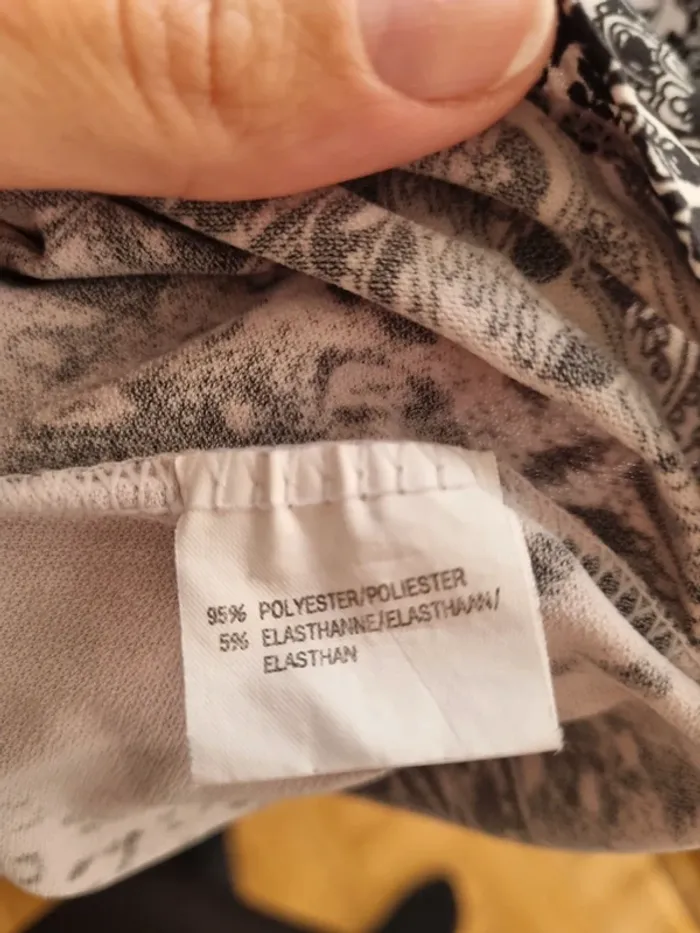 95% POLYESTER/POLIESTER
5% ELASTHANNE/ELASTHAAN/
ELASTHAN